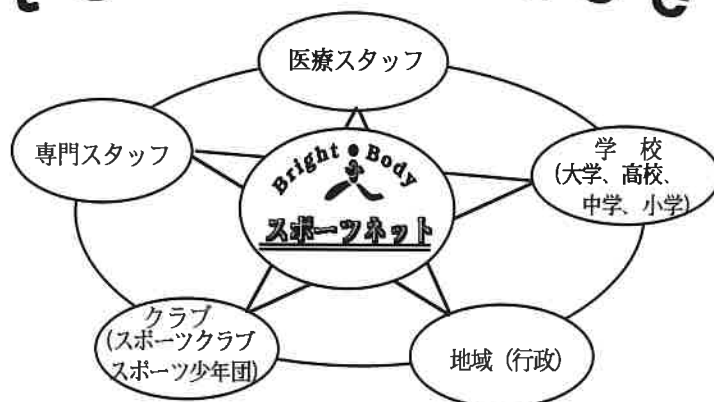 医療スタッフ
専門スタッフ
Bright Body
スポーツネット
学 校
(大学、高校、
中学、小学)
クラブ
(スポーツクラブ
スポーツ少年団)
地域 (行政)